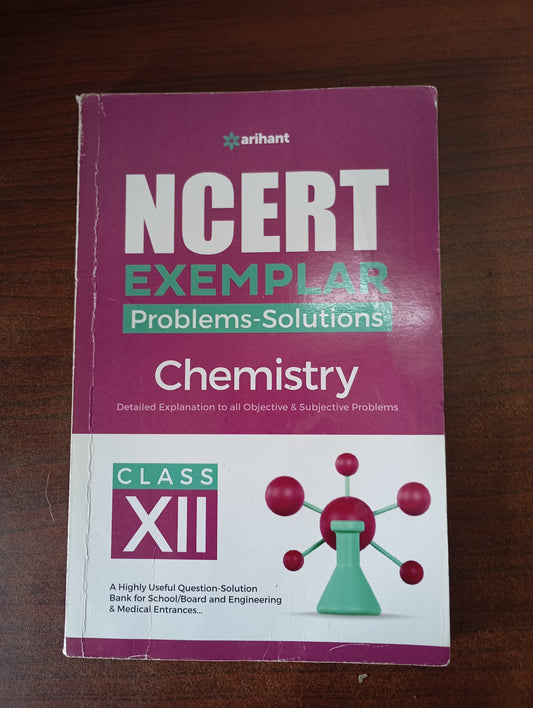 arihant
NCERT
EXEMPLAR
Problems-Solutions
Chemistry
Detailed Explanation to all Objective & Subjective Problems
CLASS
XII
A Highly Useful Question-Solution
Bank for School/Board and Engineering
& Medical Entrances...